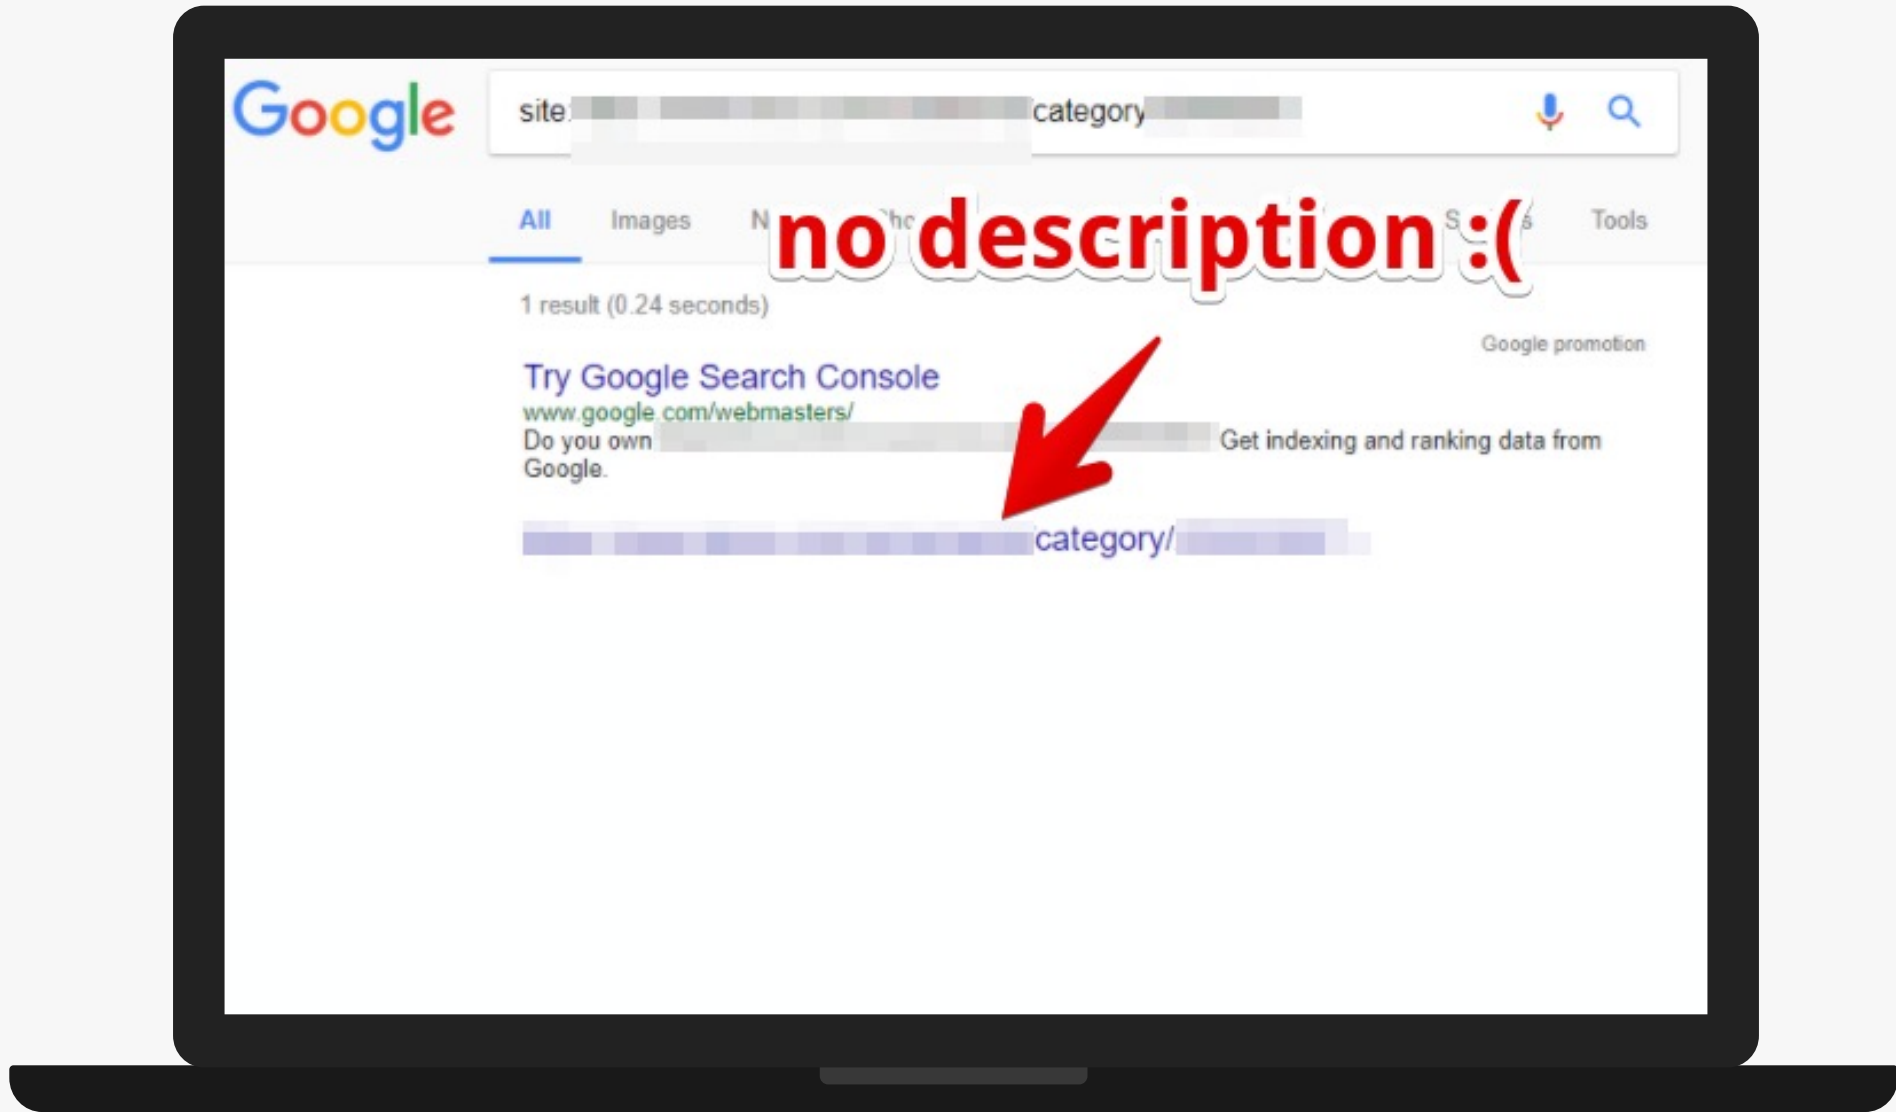 Google
site: category
no description :(
All Images Tools
1 result (0.24 seconds)
Google promotion
Try Google Search Console
www.google.com/webmasters/
Do you own Get indexing and ranking data from
Google.
category/